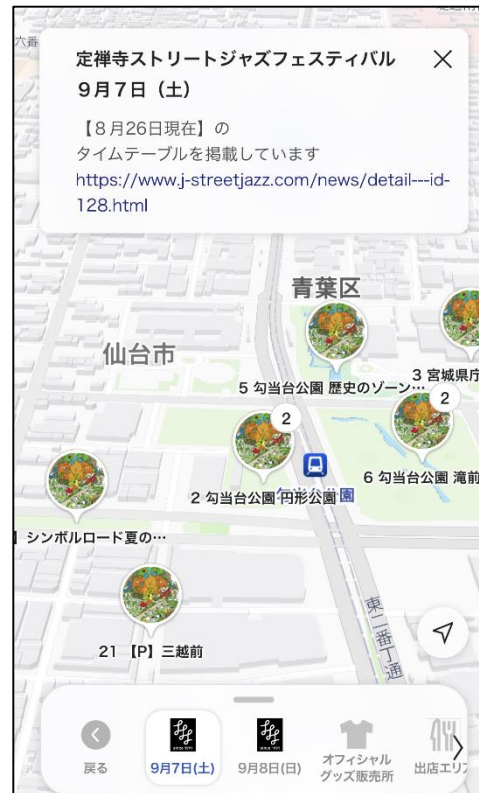 六番
定禅寺ストリートジャズフェスティバル
9月7日（土）
【8月26日現在】の
タイムテーブルを掲載しています
https://www.j-streetjazz.com/news/detail---id-
128.html
青葉区
仙台市
3 宮城県庁
5 勾当台公園 歴史のゾーン…
2
2
6 勾当台公園 滝前
2 勾当台公園 円形公園
シンボルロード夏の…
21 【P】三越前
東二番丁通
戻る
9月7日(土)
9月8日(日)
オフィシャル
グッズ販売所
出店エリア